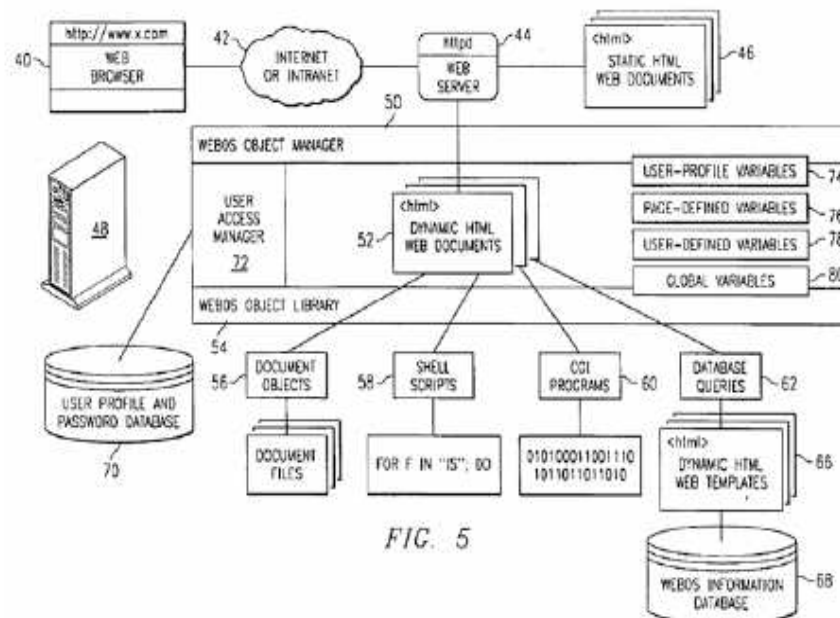 http://www.x.com
WEB
BROWSER
40
42
INTERNET
OR INTRANET
httpd
WEB
SERVER
44
<html>
STATIC HTML
WEB DOCUMENTS
46
50
WEBOS OBJECT MANAGER
48
USER
ACCESS
MANAGER
72
52
<html>
DYNAMIC HTML
WEB DOCUMENTS
USER-PROFILE VARIABLES
74
PAGE-DEFINED VARIABLES
76
USER-DEFINED VARIABLES
78
GLOBAL VARIABLES
80
WEBOS OBJECT LIBRARY
54
USER PROFILE AND
PASSWORD DATABASE
70
56
DOCUMENT
OBJECTS
DOCUMENT
FILES
58
SHELL
SCRIPTS
FOR F IN "IS"; DO
CGI
PROGRAMS
60
010100011001110
1011011011010
DATABASE
QUERIES
62
<html>
DYNAMIC HTML
WEB TEMPLATES
66
WEBOS INFORMATION
DATABASE
68
FIG. 5